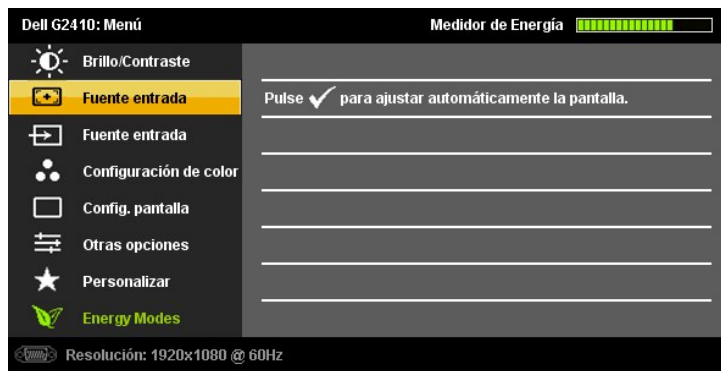 Dell G2410: Menú
Medidor de Energía
Brillo/Contraste
Fuente entrada
Pulse ✓ para ajustar automáticamente la pantalla.
Fuente entrada
Configuración de color
Config. pantalla
Otras opciones
Personalizar
Energy Modes
Resolución: 1920x1080 @ 60Hz